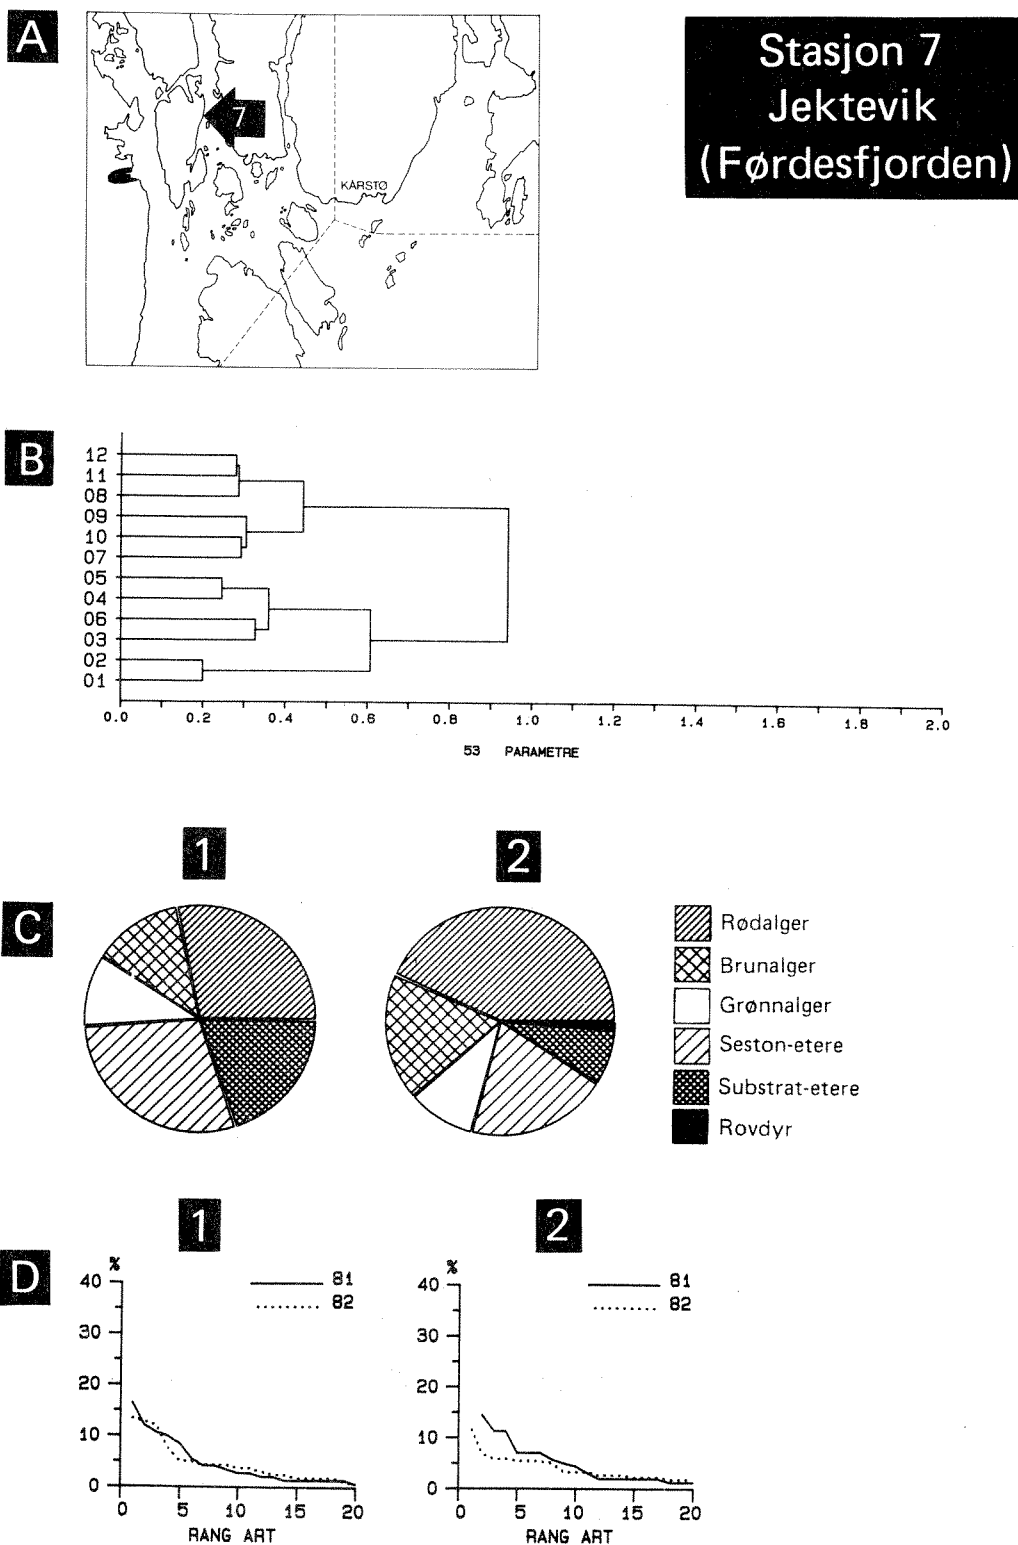 A
Stasjon 7
Jektevik
(Førdesfjorden)
7
KÅRSTØ
B
12
11
08
09
10
07
05
04
06
03
02
01
0.0 0.2 0.4 0.6 0.8 1.0 1.2 1.4 1.6 1.8 2.0
53 PARAMETRE
1 2
C
Rødalger
Brunalger
Grønnalger
Seston-etere
Substrat-etere
Rovdyr
1 2
D
%
81
82
40
30
20
10
0
0 5 10 15 20
RANG ART
%
81
82
40
30
20
10
0
0 5 10 15 20
RANG ART